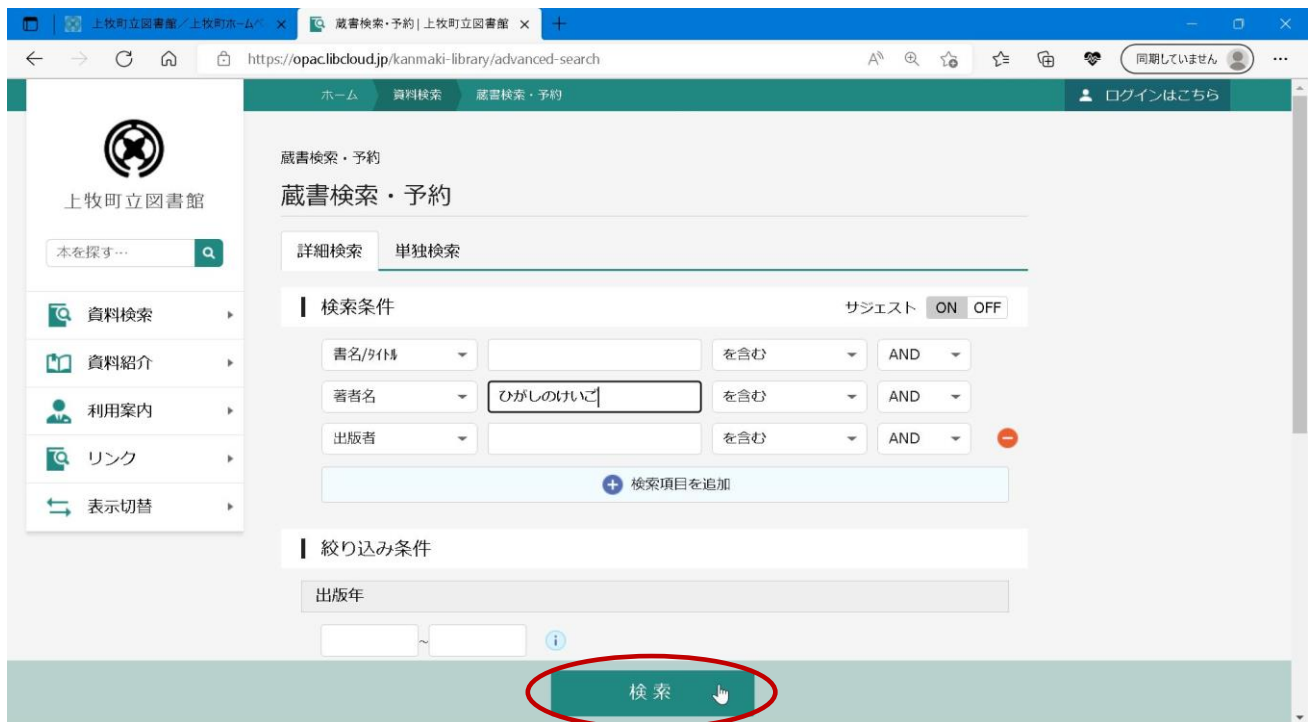 上牧町立図書館／上牧町ホームペ
蔵書検索・予約 | 上牧町立図書館
https://opac.libcloud.jp/kanmaki-library/advanced-search
同期していません
ホーム
資料検索
蔵書検索・予約
ログインはこちら
上牧町立図書館
本を探す…
資料検索
資料紹介
利用案内
リンク
表示切替
蔵書検索・予約
蔵書検索・予約
詳細検索 単独検索
検索条件 サジェスト ON OFF
書名/ﾀｲﾄﾙ を含む AND
著者名 ひがしのけいご を含む AND
出版者 を含む AND
検索項目を追加
絞り込み条件
出版年
~
検索